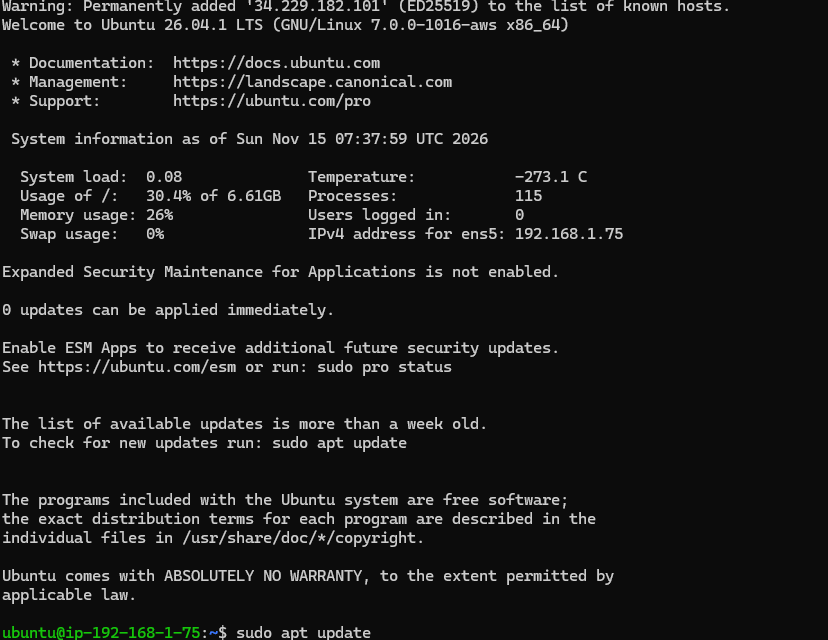 Warning: Permanently added '34.229.182.101' (ED25519) to the list of known hosts.
Welcome to Ubuntu 26.04.1 LTS (GNU/Linux 7.0.0-1016-aws x86_64)

 * Documentation:  https://docs.ubuntu.com
 * Management:     https://landscape.canonical.com
 * Support:        https://ubuntu.com/pro

 System information as of Sun Nov 15 07:37:59 UTC 2026

  System load:  0.08              Temperature:           -273.1 C
  Usage of /:   30.4% of 6.61GB   Processes:             115
  Memory usage: 26%               Users logged in:       0
  Swap usage:   0%                IPv4 address for ens5: 192.168.1.75

Expanded Security Maintenance for Applications is not enabled.

0 updates can be applied immediately.

Enable ESM Apps to receive additional future security updates.
See https://ubuntu.com/esm or run: sudo pro status


The list of available updates is more than a week old.
To check for new updates run: sudo apt update


The programs included with the Ubuntu system are free software;
the exact distribution terms for each program are described in the
individual files in /usr/share/doc/*/copyright.

Ubuntu comes with ABSOLUTELY NO WARRANTY, to the extent permitted by
applicable law.

ubuntu@ip-192-168-1-75:~$ sudo apt update